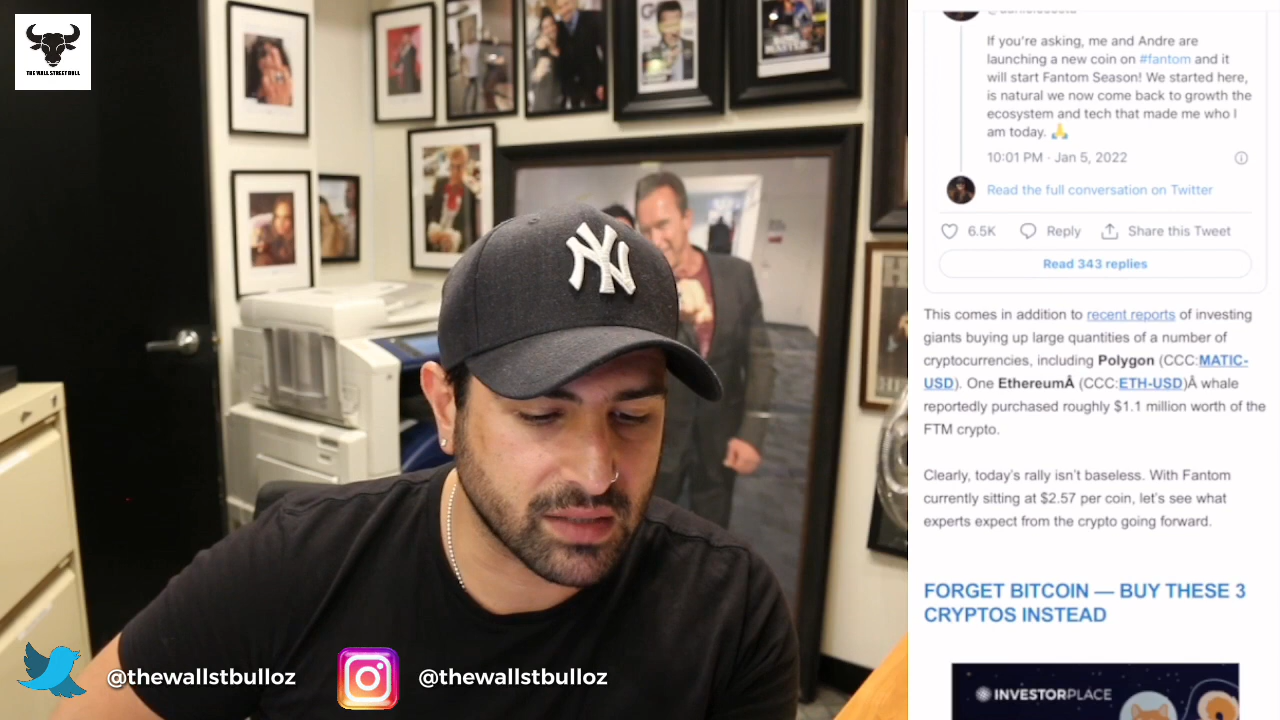 THE WALL STREET BULL
NY
@thewallstbulloz
@thewallstbulloz
If you're asking, me and Andre are
launching a new coin on #fantom and it
will start Fantom Season! We started here,
is natural we now come back to growth the
ecosystem and tech that made me who I
am today. 🙏
10:01 PM · Jan 5, 2022
Read the full conversation on Twitter
6.5K Reply Share this Tweet
Read 343 replies
This comes in addition to recent reports of investing
giants buying up large quantities of a number of
cryptocurrencies, including Polygon (CCC:MATIC-
USD). One EthereumÂ (CCC:ETH-USD)Â whale
reportedly purchased roughly $1.1 million worth of the
FTM crypto.
Clearly, today's rally isn't baseless. With Fantom
currently sitting at $2.57 per coin, let's see what
experts expect from the crypto going forward.
FORGET BITCOIN — BUY THESE 3
CRYPTOS INSTEAD
INVESTORPLACE